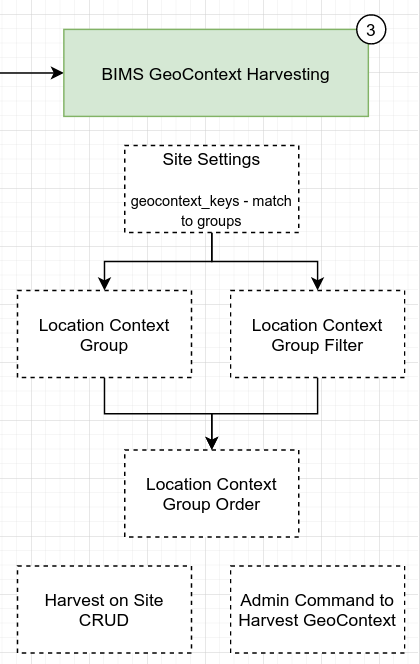 3
BIMS GeoContext Harvesting
Site Settings
geocontext_keys - match
to groups
Location Context
Group
Location Context
Group Filter
Location Context
Group Order
Harvest on Site
CRUD
Admin Command to
Harvest GeoContext